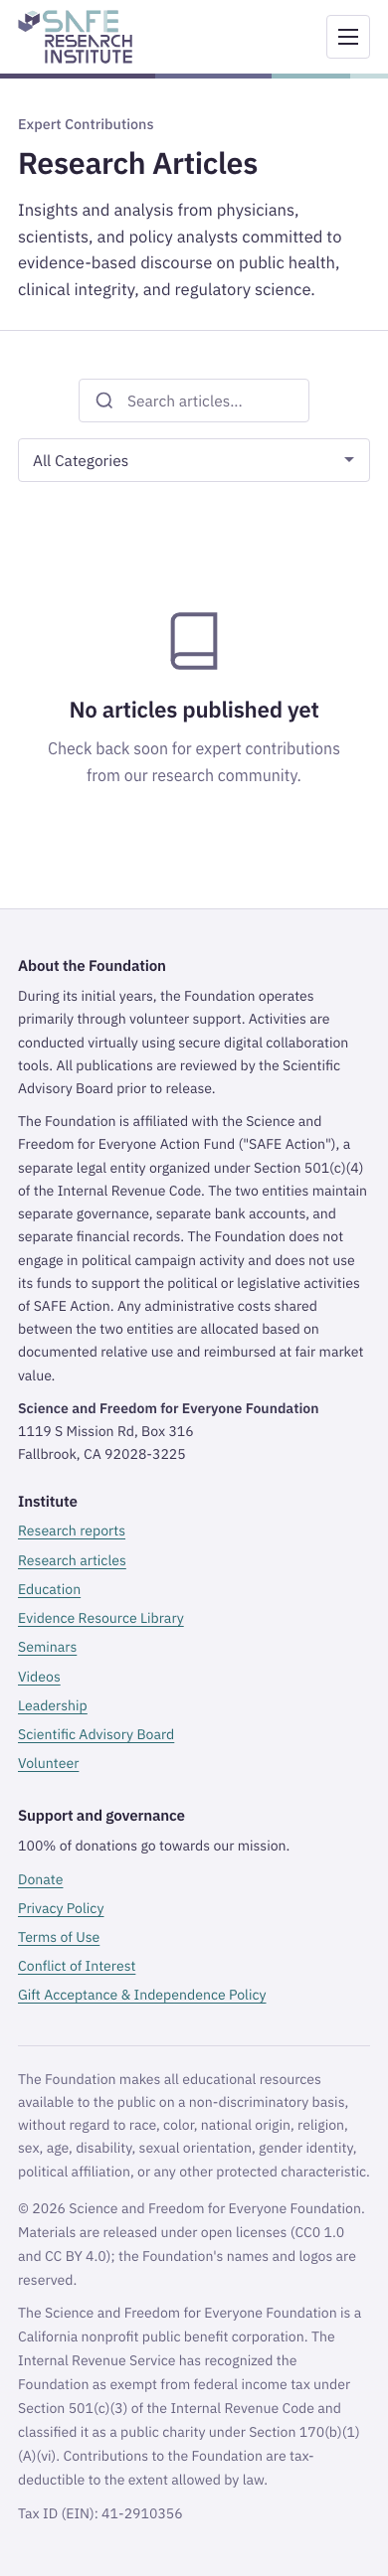 SAFE
RESEARCH
INSTITUTE
Expert Contributions
Research Articles
Insights and analysis from physicians,
scientists, and policy analysts committed to
evidence-based discourse on public health,
clinical integrity, and regulatory science.
Search articles...
All Categories
No articles published yet
Check back soon for expert contributions
from our research community.
About the Foundation
During its initial years, the Foundation operates
primarily through volunteer support. Activities are
conducted virtually using secure digital collaboration
tools. All publications are reviewed by the Scientific
Advisory Board prior to release.
The Foundation is affiliated with the Science and
Freedom for Everyone Action Fund ("SAFE Action"), a
separate legal entity organized under Section 501(c)(4)
of the Internal Revenue Code. The two entities maintain
separate governance, separate bank accounts, and
separate financial records. The Foundation does not
engage in political campaign activity and does not use
its funds to support the political or legislative activities
of SAFE Action. Any administrative costs shared
between the two entities are allocated based on
documented relative use and reimbursed at fair market
value.
Science and Freedom for Everyone Foundation
1119 S Mission Rd, Box 316
Fallbrook, CA 92028-3225
Institute
Research reports
Research articles
Education
Evidence Resource Library
Seminars
Videos
Leadership
Scientific Advisory Board
Volunteer
Support and governance
100% of donations go towards our mission.
Donate
Privacy Policy
Terms of Use
Conflict of Interest
Gift Acceptance & Independence Policy
The Foundation makes all educational resources
available to the public on a non-discriminatory basis,
without regard to race, color, national origin, religion,
sex, age, disability, sexual orientation, gender identity,
political affiliation, or any other protected characteristic.
© 2026 Science and Freedom for Everyone Foundation.
Materials are released under open licenses (CC0 1.0
and CC BY 4.0); the Foundation's names and logos are
reserved.
The Science and Freedom for Everyone Foundation is a
California nonprofit public benefit corporation. The
Internal Revenue Service has recognized the
Foundation as exempt from federal income tax under
Section 501(c)(3) of the Internal Revenue Code and
classified it as a public charity under Section 170(b)(1)
(A)(vi). Contributions to the Foundation are tax-
deductible to the extent allowed by law.
Tax ID (EIN): 41-2910356